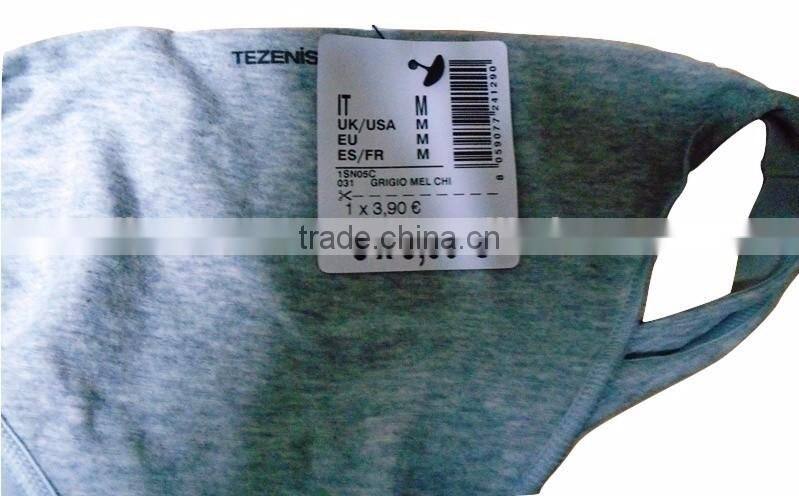 TEZENIS
IT M
UK/USA M
EU M
ES/FR M
8 059077 241290
1SN05C
031 GRIGIO MEL CHI
1 x 3,90 €
trade.china.cn